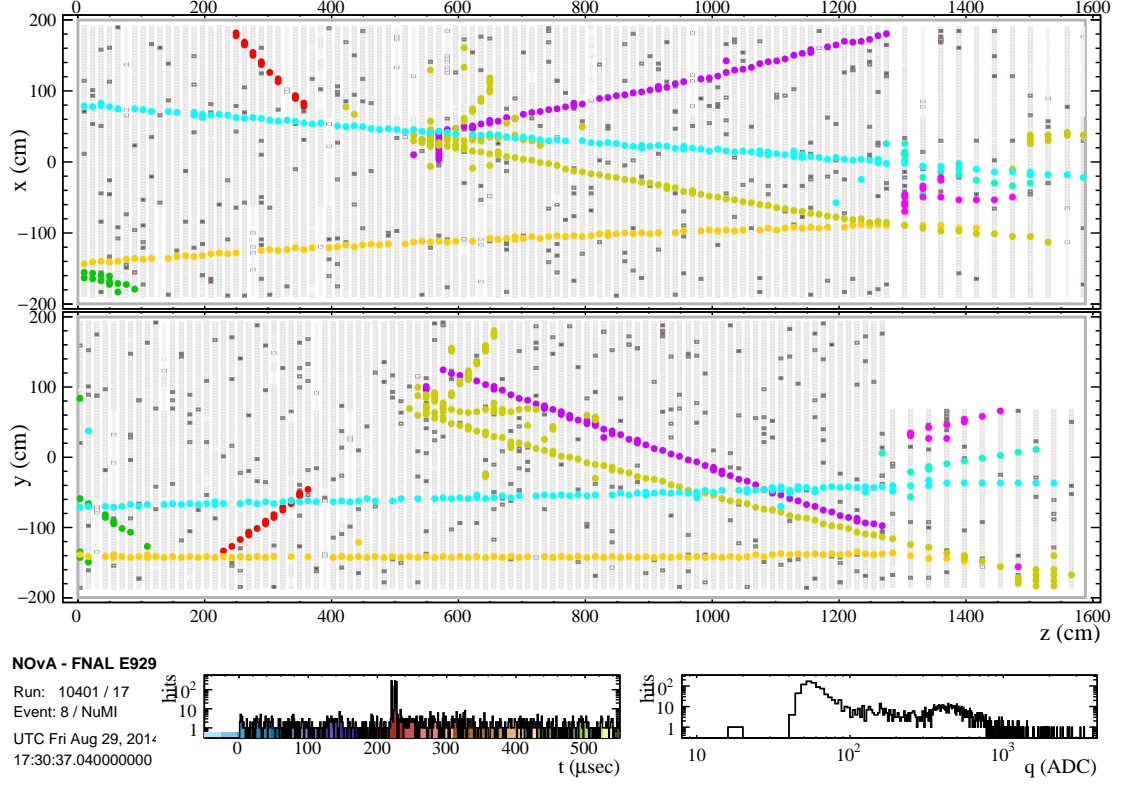 0 200 400 600 800 1000 1200 1400 1600
200
100
0
−100
−200
x (cm)
200
100
0
−100
−200
y (cm)
0 200 400 600 800 1000 1200 1400 1600
z (cm)
NOvA - FNAL E929
Run: 10401 / 17
Event: 8 / NuMI
UTC Fri Aug 29, 2014
17:30:37.040000000
hits
10²
10
1
0 100 200 300 400 500
t (μsec)
hits
10²
10
1
10 10² 10³
q (ADC)